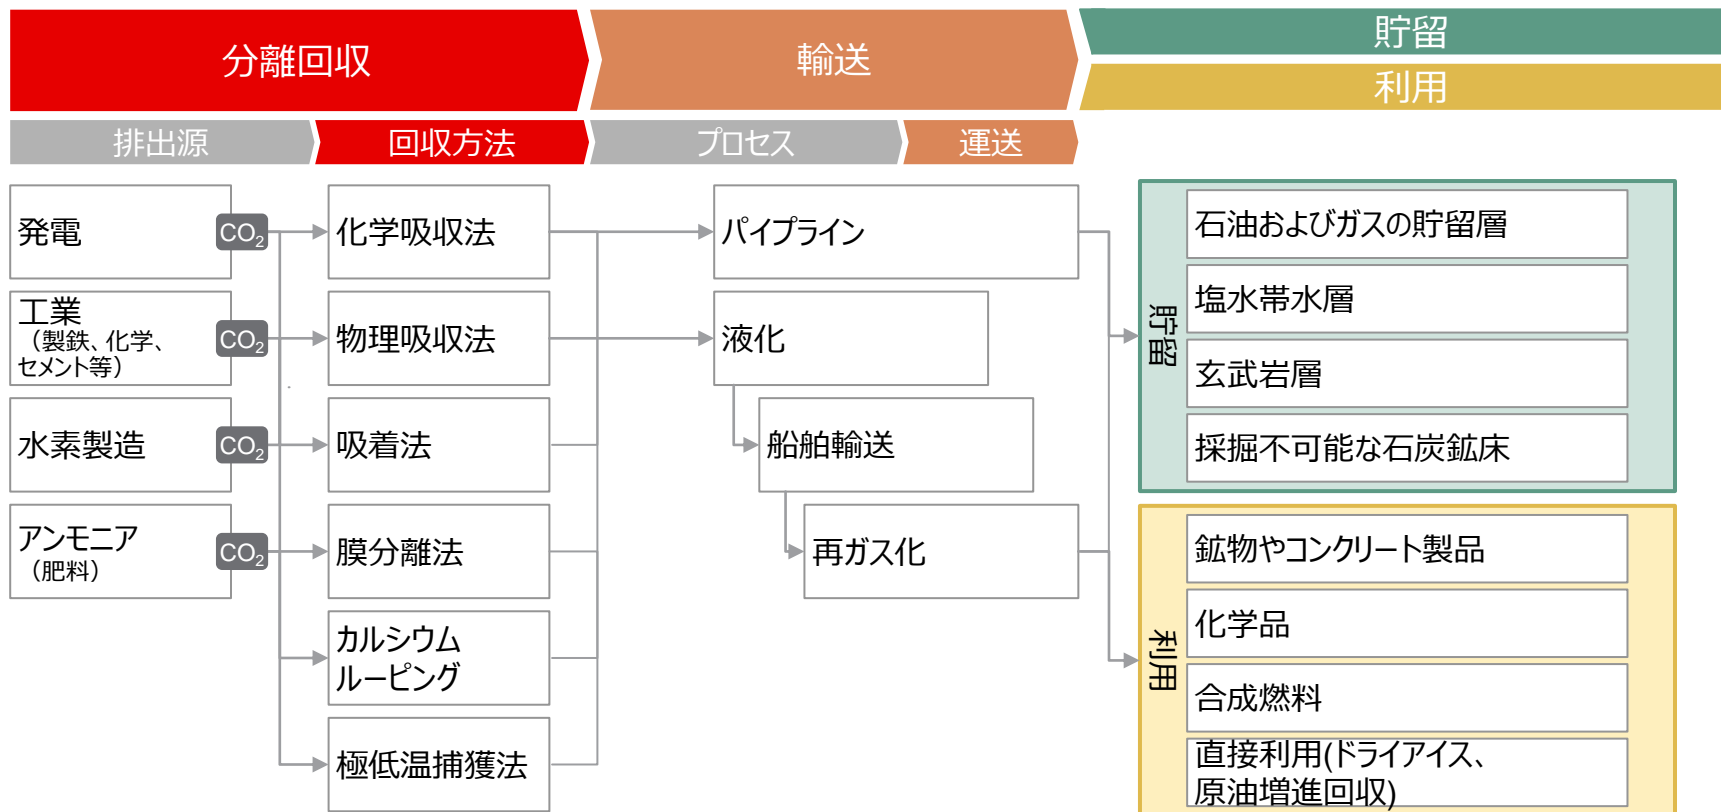 分離回収
輸送
貯留
利用
排出源
回収方法
プロセス
運送
発電
CO₂
工業
（製鉄、化学、
セメント等）
CO₂
水素製造
CO₂
アンモニア
（肥料）
CO₂
化学吸収法
物理吸収法
吸着法
膜分離法
カルシウム
ルーピング
極低温捕獲法
パイプライン
液化
船舶輸送
再ガス化
貯留
石油およびガスの貯留層
塩水帯水層
玄武岩層
採掘不可能な石炭鉱床
利用
鉱物やコンクリート製品
化学品
合成燃料
直接利用(ドライアイス、
原油増進回収)